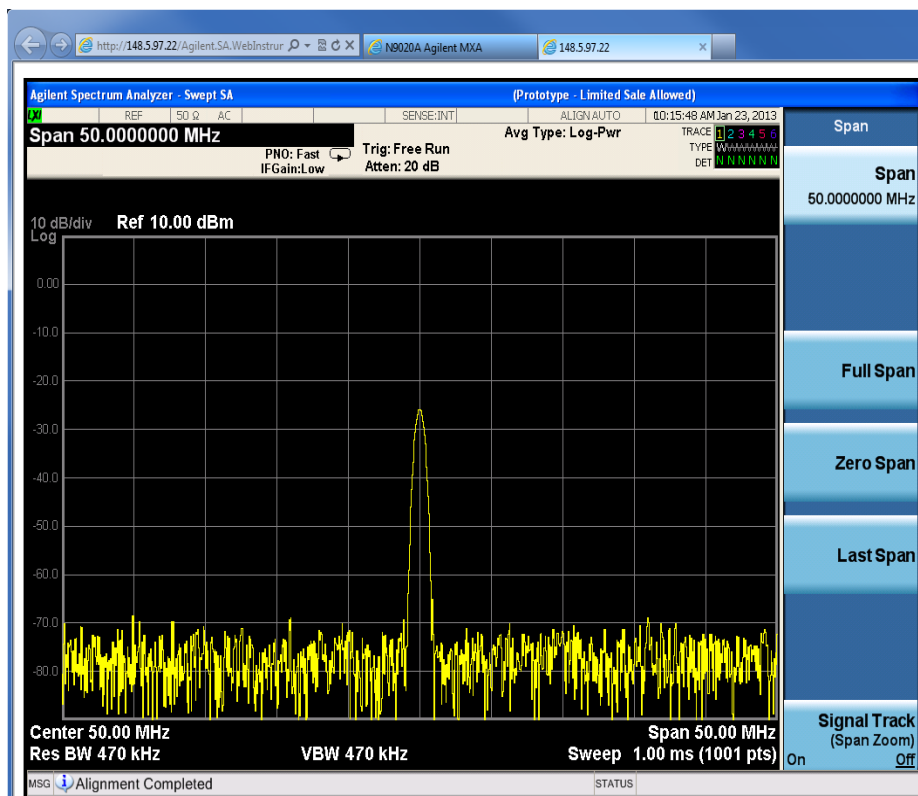 http://148.5.97.22/Agilent.SA.WebInstrur
N9020A Agilent MXA
148.5.97.22
Agilent Spectrum Analyzer - Swept SA
(Prototype - Limited Sale Allowed)
LXI
REF
50 Ω
AC
SENSE:INT
ALIGN AUTO
10:15:48 AM Jan 23, 2013
Span 50.0000000 MHz
PNO: Fast
IFGain:Low
Trig: Free Run
Atten: 20 dB
Avg Type: Log-Pwr
TRACE 1 2 3 4 5 6
TYPE
DET N N N N N N
10 dB/div
Log
Ref 10.00 dBm
0.00
-10.0
-20.0
-30.0
-40.0
-50.0
-60.0
-70.0
-80.0
Center 50.00 MHz
Span 50.00 MHz
Res BW 470 kHz
VBW 470 kHz
Sweep 1.00 ms (1001 pts)
MSG
Alignment Completed
STATUS
Span
Span
50.0000000 MHz
Full Span
Zero Span
Last Span
Signal Track
(Span Zoom)
On
Off